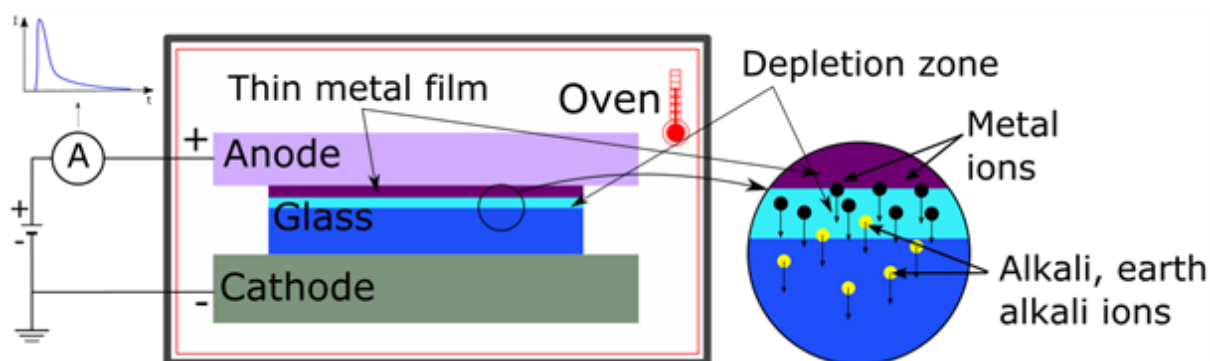 I
t
A
+
-
+
-
Thin metal film
Oven
Anode
Glass
Cathode
Depletion zone
Metal
ions
Alkali, earth
alkali ions